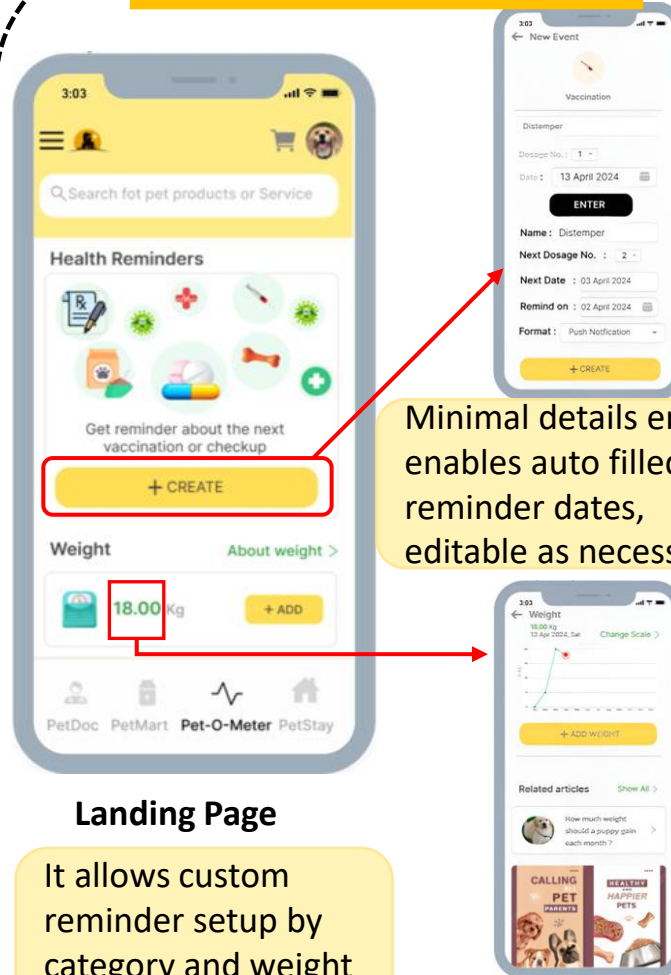 3:03
Search fot pet products or Service
Health Reminders
Rx
Get reminder about the next
vaccination or checkup
+ CREATE
Weight
About weight >
18.00 Kg
+ ADD
PetDoc PetMart Pet-O-Meter PetStay
Landing Page
It allows custom
reminder setup by
category and weight
3:03
← New Event
Vaccination
Distemper
Dosage No. : 1
Date : 13 April 2024
ENTER
Name : Distemper
Next Dosage No. : 2
Next Date : 03 April 2024
Remind on : 02 April 2024
Format : Push Notfication
+ CREATE
Minimal details en
enables auto filled
reminder dates,
editable as necess
3:03
← Weight
18.00 Kg
13 Apr 2024, Sat
Change Scale >
+ ADD WEIGHT
Related articles
Show All >
How much weight
should a puppy gain
each month ?
CALLING
PET
PARENTS
HEALTHY
HAPPIER
PETS